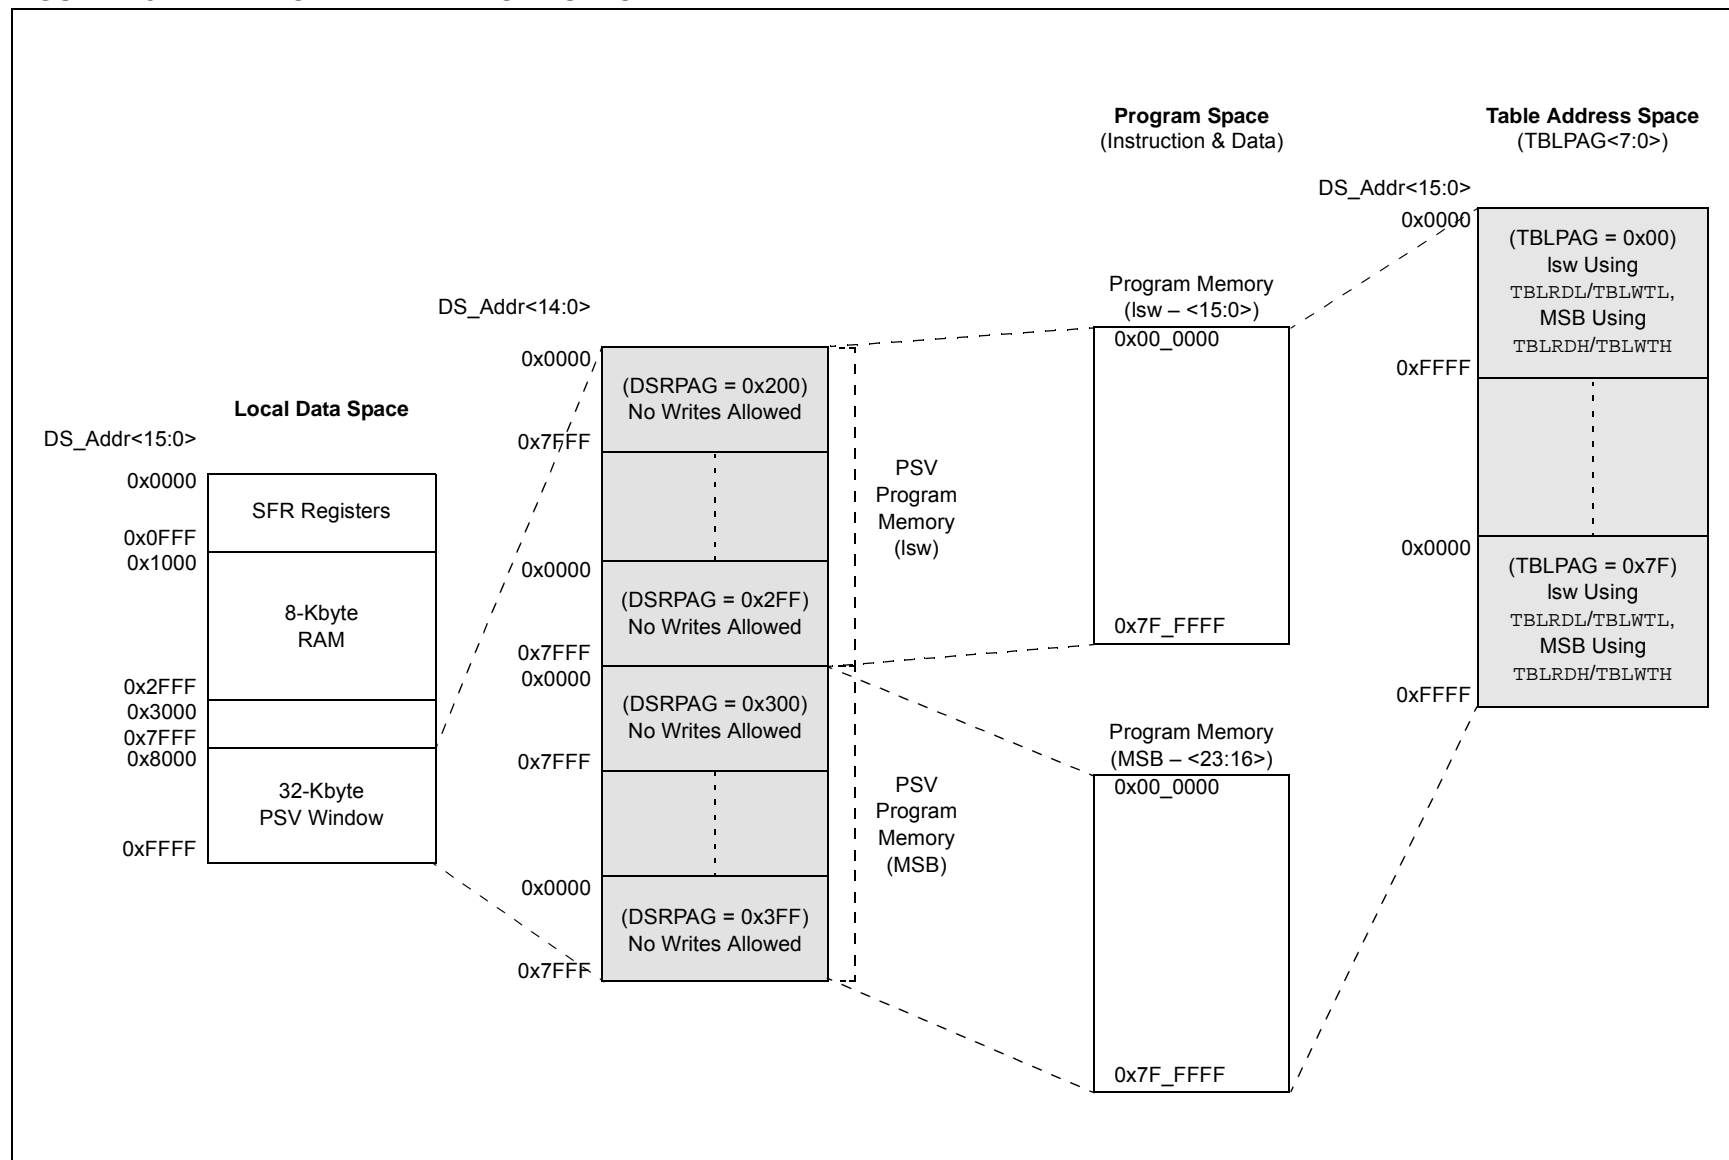 Local Data Space
DS_Addr<15:0>
0x0000
SFR Registers
0x0FFF
0x1000
8-Kbyte
RAM
0x2FFF
0x3000
0x7FFF
0x8000
32-Kbyte
PSV Window
0xFFFF
DS_Addr<14:0>
0x0000
(DSRPAG = 0x200)
No Writes Allowed
0x7FFF
0x0000
(DSRPAG = 0x2FF)
No Writes Allowed
0x7FFF
0x0000
(DSRPAG = 0x300)
No Writes Allowed
0x7FFF
0x0000
(DSRPAG = 0x3FF)
No Writes Allowed
0x7FFF
PSV
Program
Memory
(lsw)
PSV
Program
Memory
(MSB)
Program Space
(Instruction & Data)
Program Memory
(lsw – <15:0>)
0x00_0000
0x7F_FFFF
Program Memory
(MSB – <23:16>)
0x00_0000
0x7F_FFFF
Table Address Space
(TBLPAG<7:0>)
DS_Addr<15:0>
0x0000
(TBLPAG = 0x00)
lsw Using
TBLRDL/TBLWTL,
MSB Using
TBLRDH/TBLWTH
0xFFFF
0x0000
(TBLPAG = 0x7F)
lsw Using
TBLRDL/TBLWTL,
MSB Using
TBLRDH/TBLWTH
0xFFFF